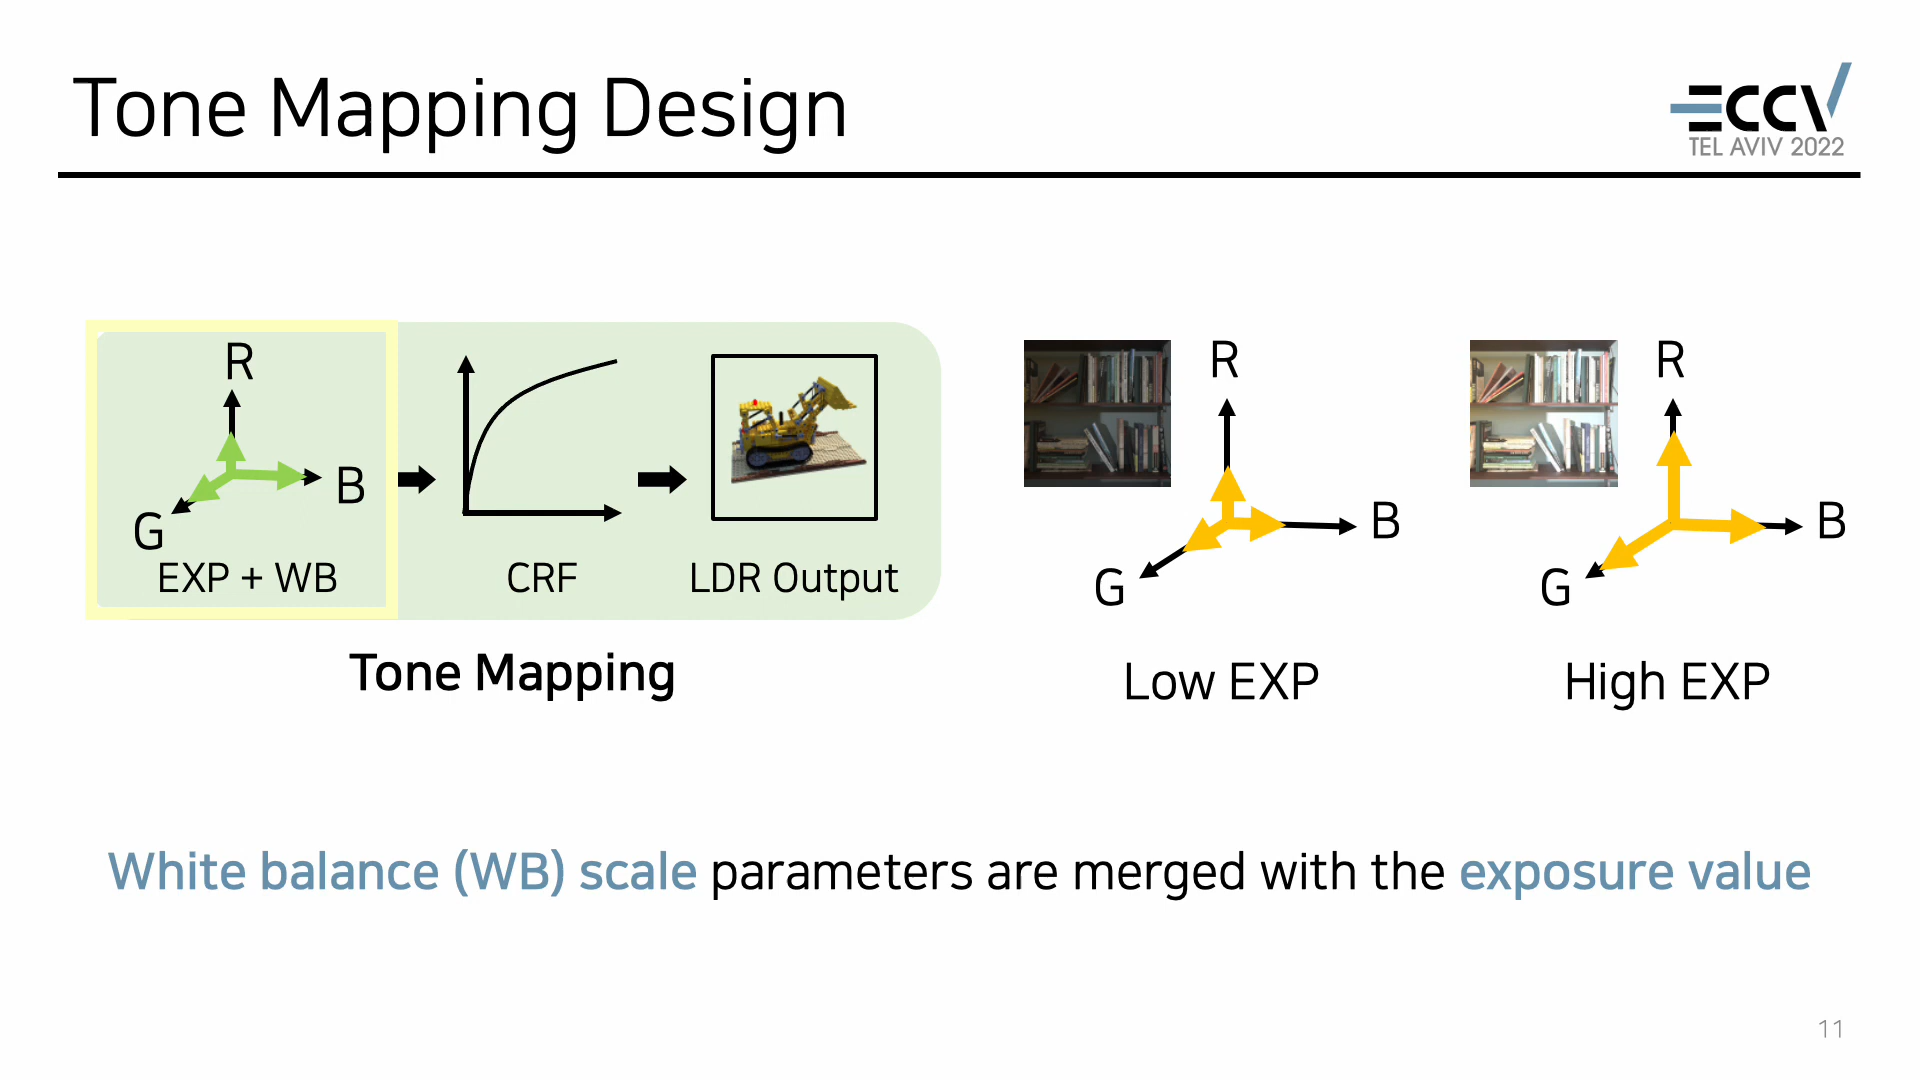 Tone Mapping Design
ECCV
TEL AVIV 2022
R
B
G
EXP + WB
CRF
LDR Output
Tone Mapping
R
B
G
Low EXP
R
B
G
High EXP
White balance (WB) scale parameters are merged with the exposure value
11